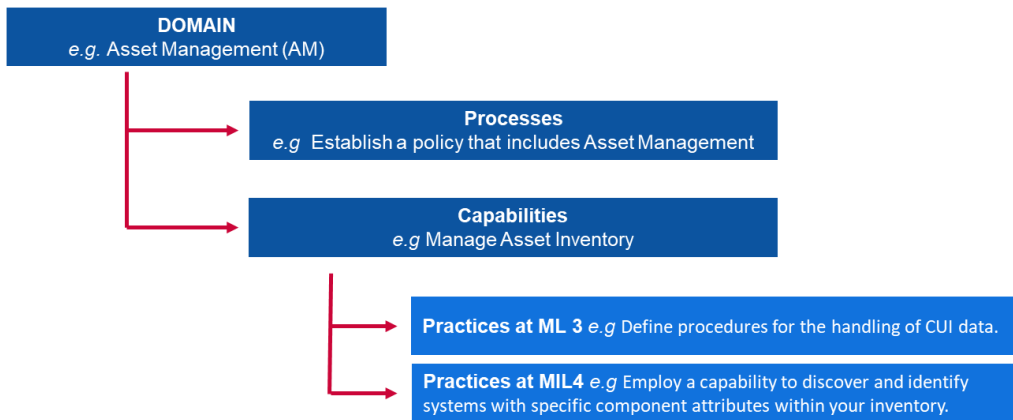 DOMAIN
e.g. Asset Management (AM)
Processes
e.g Establish a policy that includes Asset Management
Capabilities
e.g Manage Asset Inventory
Practices at ML 3 e.g Define procedures for the handling of CUI data.
Practices at MIL4 e.g Employ a capability to discover and identify
systems with specific component attributes within your inventory.